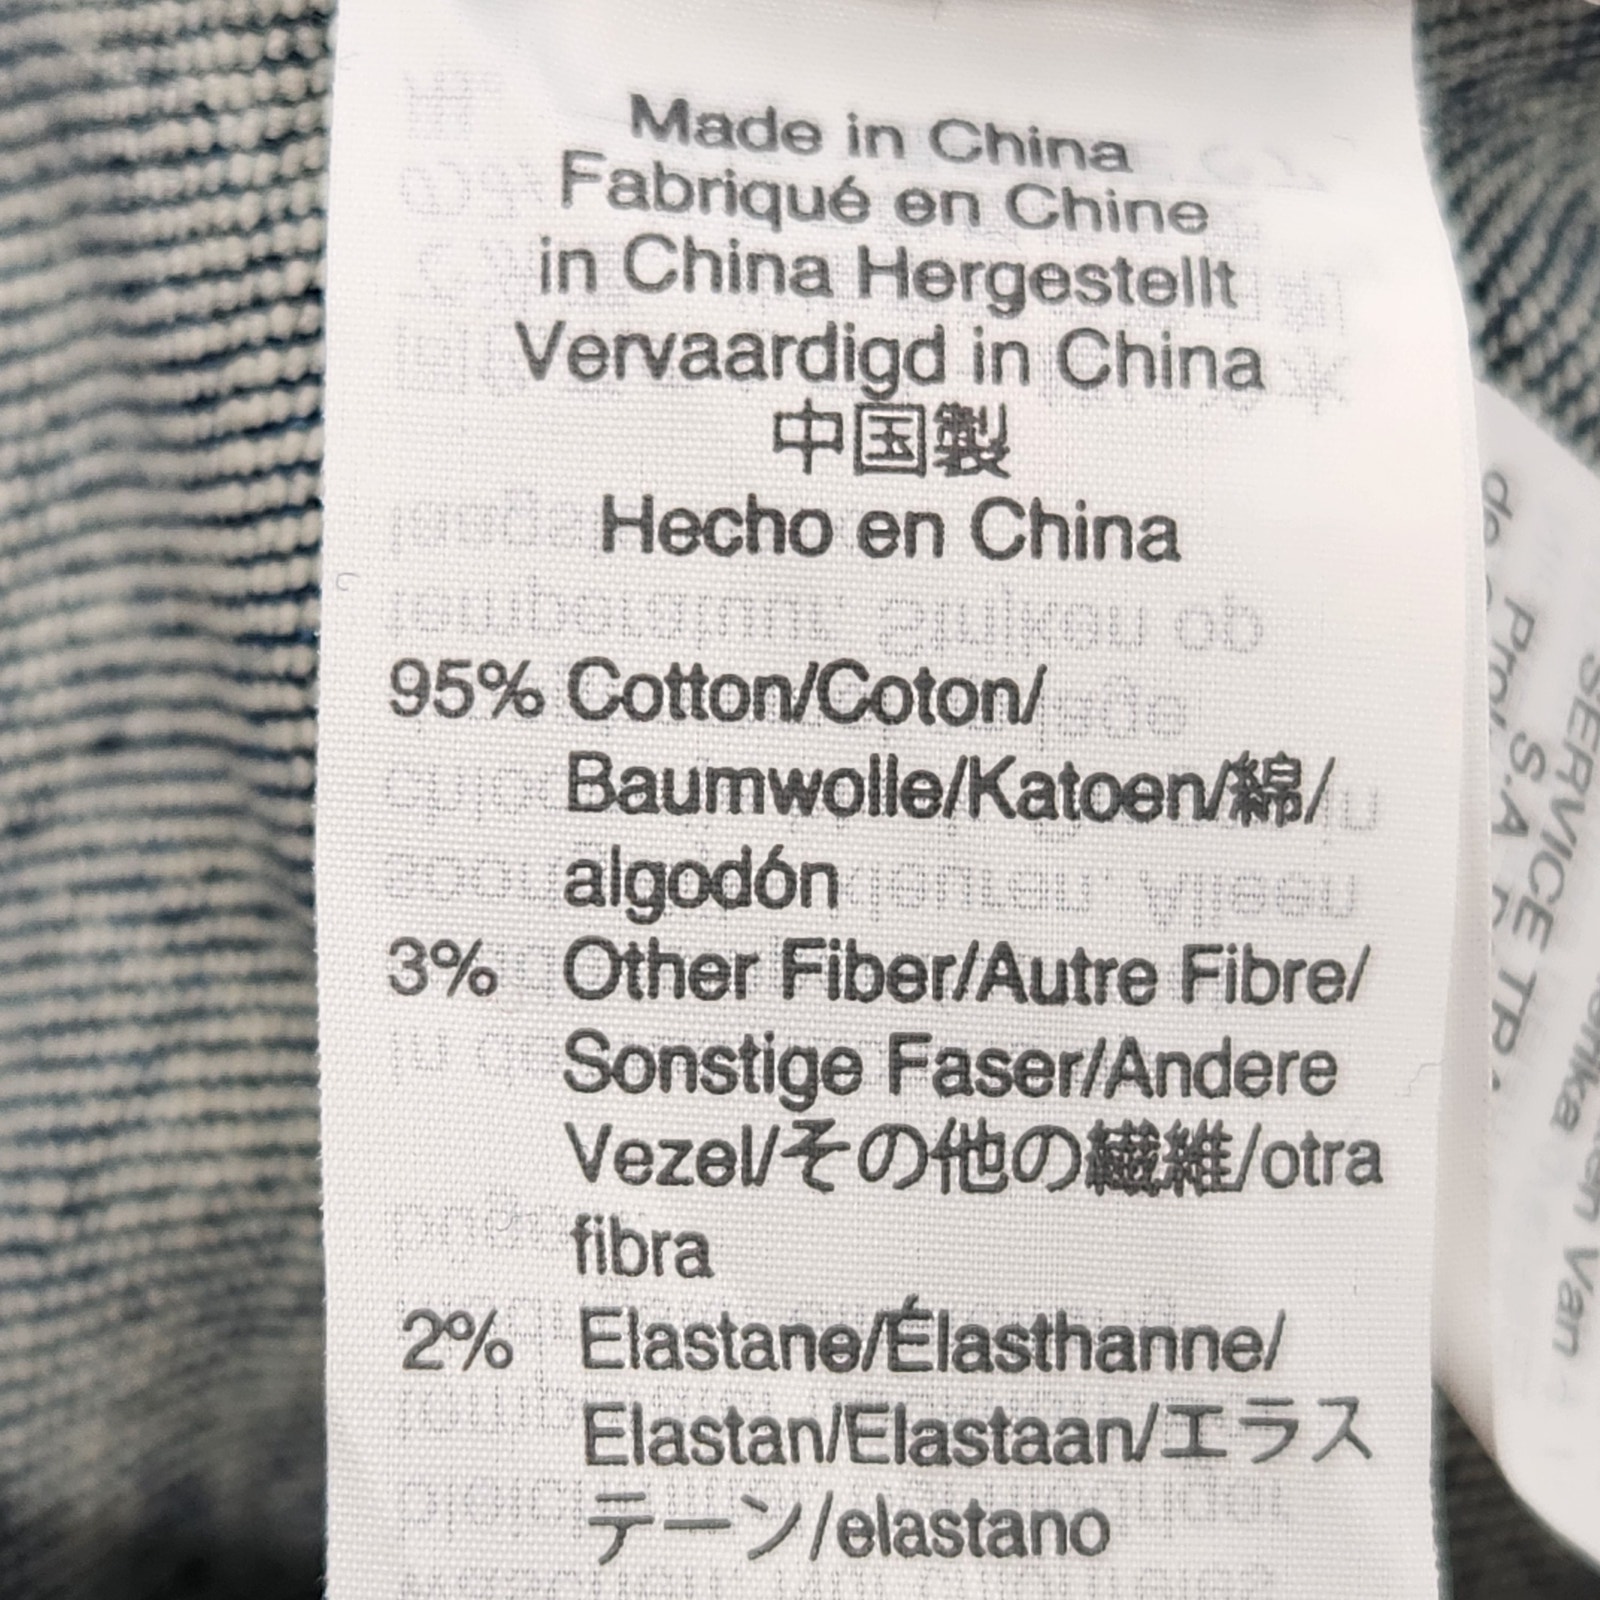 Made in China
Fabriqué en Chine
in China Hergestellt
Vervaardigd in China
中国製
Hecho en China
95% Cotton/Coton/
Baumwolle/Katoen/綿/
algodón
3% Other Fiber/Autre Fibre/
Sonstige Faser/Andere
Vezel/その他の繊維/otra
fibra
2% Elastane/Élasthanne/
Elastan/Elastaan/エラス
テーン/elastano
SERVICE
S.A.
Van